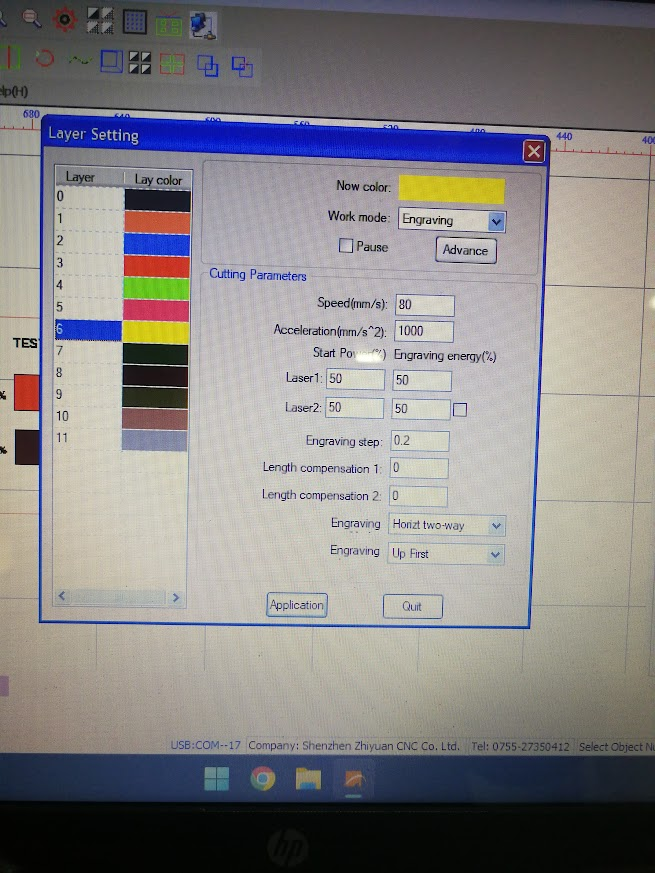 elp(H)
680
440
400
Layer Setting
Layer Lay color
0
1
2
3
4
5
6
7
8
9
10
11
Now color:
Work mode: Engraving
Pause Advance
Cutting Parameters
Speed(mm/s): 80
Acceleration(mm/s^2): 1000
Start Po %) Engraving energy(%)
Laser1: 50 50
Laser2: 50 50
Engraving step: 0.2
Length compensation 1: 0
Length compensation 2: 0
Engraving Horizt two-way
Engraving Up First
Application Quit
TES
%
%
USB:COM--17 Company: Shenzhen Zhiyuan CNC Co, Ltd. Tel: 0755-27350412 Select Object Nu
hp